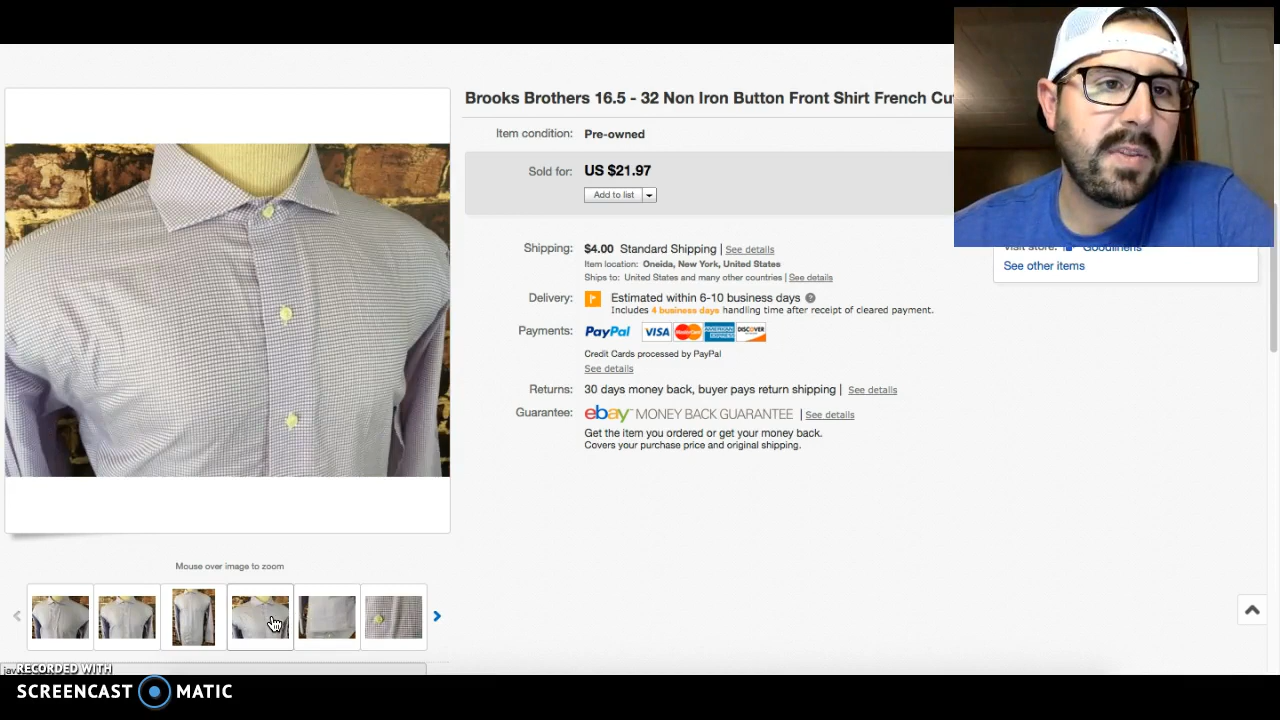 Brooks Brothers 16.5 - 32 Non Iron Button Front Shirt French
Item condition: Pre-owned
Sold for: US $21.97
Add to list
Shipping: $4.00 Standard Shipping | See details
Item location: Oneida, New York, United States
Ships to: United States and many other countries | See details
Delivery: Estimated within 6-10 business days
Includes 4 business days handling time after receipt of cleared payment.
Payments: PayPal VISA MasterCard AMERICAN EXPRESS DISCOVER
Credit Cards processed by PayPal
See details
Returns: 30 days money back, buyer pays return shipping | See details
Guarantee: ebay MONEY BACK GUARANTEE | See details
Get the item you ordered or get your money back.
Covers your purchase price and original shipping.
Visit store: Goodlinens
See other items
Mouse over image to zoom
RECORDED WITH
SCREENCAST MATIC